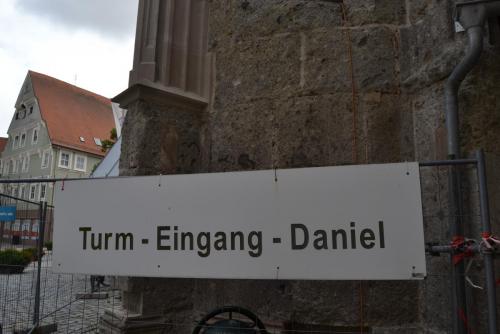 Turm - Eingang - Daniel